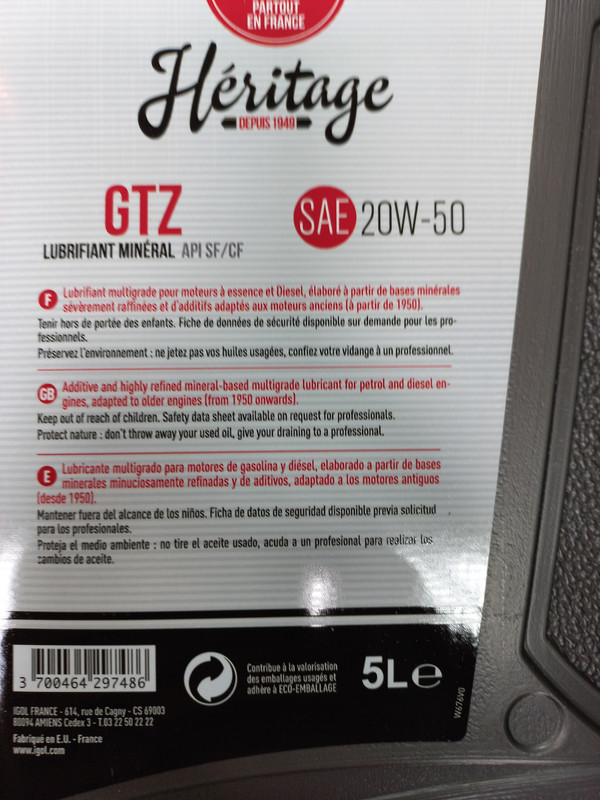 PARTOUT
EN FRANCE
Héritage
DEPUIS 1949
GTZ
SAE 20W-50
LUBRIFIANT MINÉRAL API SF/CF
F Lubrifiant multigrade pour moteurs à essence et Diesel, élaboré à partir de bases minérales
sévèrement raffinées et d'additifs adaptés aux moteurs anciens (à partir de 1950).
Tenir hors de portée des enfants. Fiche de données de sécurité disponible sur demande pour les pro-
fessionnels.
Préservez l'environnement : ne jetez pas vos huiles usagées, confiez votre vidange à un professionnel.
GB Additive and highly refined mineral-based multigrade lubricant for petrol and diesel en-
gines, adapted to older engines (from 1950 onwards).
Keep out of reach of children. Safety data sheet available on request for professionals.
Protect nature : don't throw away your used oil, give your draining to a professional.
E Lubricante multigrado para motores de gasolina y diésel, elaborado a partir de bases
minerales minuciosamente refinadas y de aditivos, adaptado a los motores antiguos
(desde 1950).
Mantener fuera del alcance de los niños. Ficha de datos de seguridad disponible previa solicitud
para los profesionales.
Proteja el medio ambiente : no tire el aceite usado, acuda a un profesional para realizar los
cambios de aceite.
3 700464 297486
Contribue à la valorisation
des emballages usagés et
adhère à ECO-EMBALLAGE
5L e
IGOL FRANCE - 614, rue de Cagny - CS 69003
80094 AMIENS Cedex 3 - T.03 22 50 22 22
Fabriqué en E.U. - France
www.igol.com
W676V0